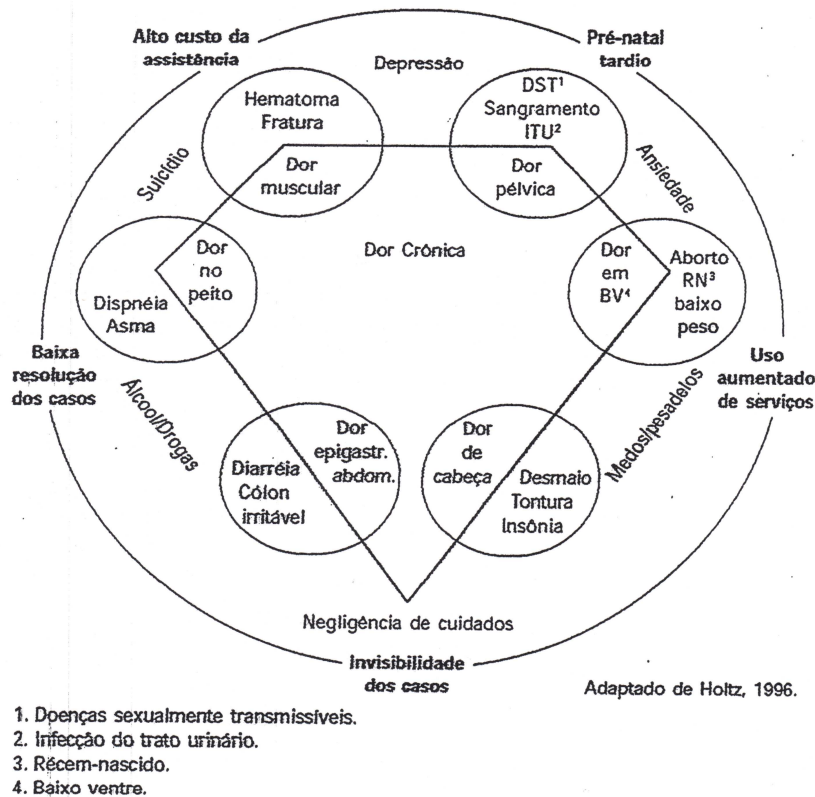 Alto custo da
assistência
Pré-natal
tardio
Depressão
Hematoma
Fratura
Dor
muscular
DST¹
Sangramento
ITU²
Dor
pélvica
Suicídio
Ansiedade
Dor
no
peito
Dispnéia
Asma
Dor Crônica
Dor
em
BV⁴
Aborto
RN³
baixo
peso
Baixa
resolução
dos casos
Uso
aumentado
de serviços
Álcool/Drogas
Medos/pesadelos
Dor
epigastr.
abdom.
Diarréia
Cólon
irritável
Dor
de
cabeça
Desmaio
Tontura
Insônia
Negligência de cuidados
Invisibilidade
dos casos
Adaptado de Holtz, 1996.
1. Doenças sexualmente transmissíveis.
2. Infecção do trato urinário.
3. Récem-nascido.
4. Baixo ventre.